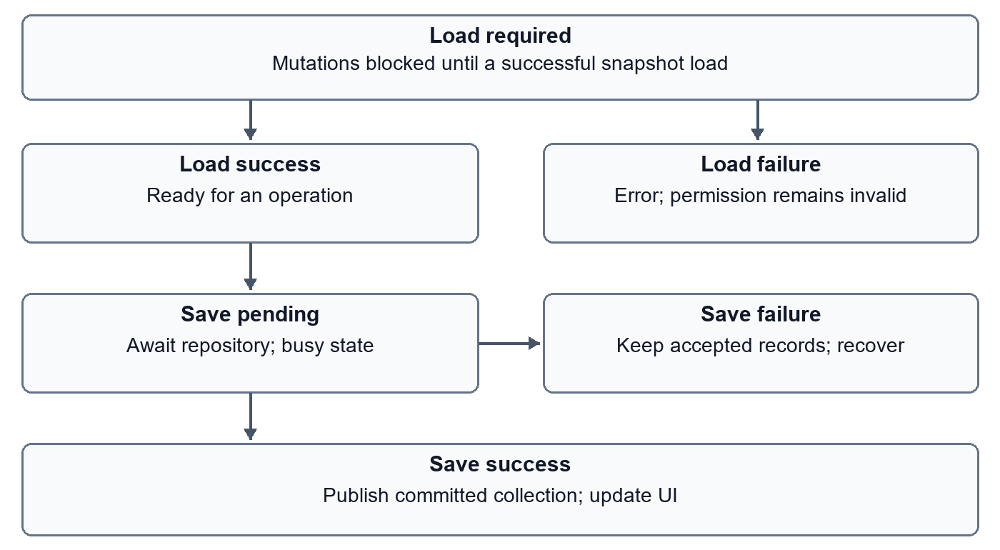 Load required
Mutations blocked until a successful snapshot load
Load success
Ready for an operation
Load failure
Error; permission remains invalid
Save pending
Await repository; busy state
Save failure
Keep accepted records; recover
Save success
Publish committed collection; update UI